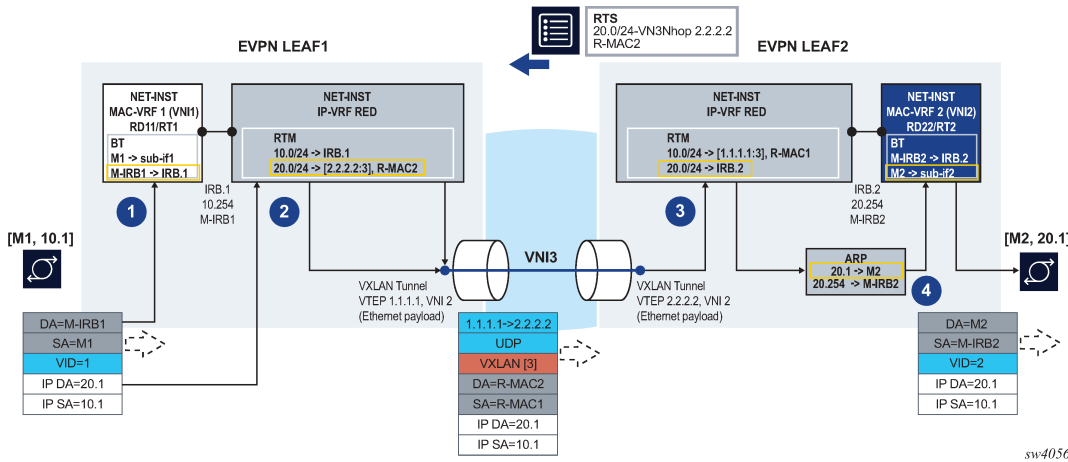 RTS
20.0/24-VN3Nhop 2.2.2.2
R-MAC2
EVPN LEAF1
EVPN LEAF2
NET-INST
MAC-VRF 1 (VNI1)
RD11/RT1
BT
M1 -> sub-if1
M-IRB1 -> IRB.1
NET-INST
IP-VRF RED
RTM
10.0/24 -> IRB.1
20.0/24 -> [2.2.2.2:3], R-MAC2
IRB.1
10.254
M-IRB1
1
2
NET-INST
IP-VRF RED
RTM
10.0/24 -> [1.1.1.1:3], R-MAC1
20.0/24 -> IRB.2
NET-INST
MAC-VRF 2 (VNI2)
RD22/RT2
BT
M-IRB2 -> IRB.2
M2 -> sub-if2
IRB.2
20.254
M-IRB2
3
[M1, 10.1]
[M2, 20.1]
VNI3
VXLAN Tunnel
VTEP 1.1.1.1, VNI 2
(Ethernet payload)
VXLAN Tunnel
VTEP 2.2.2.2, VNI 2
(Ethernet payload)
ARP
20.1 -> M2
20.254 -> M-IRB2
4
DA=M-IRB1
SA=M1
VID=1
IP DA=20.1
IP SA=10.1
1.1.1.1->2.2.2.2
UDP
VXLAN [3]
DA=R-MAC2
SA=R-MAC1
IP DA=20.1
IP SA=10.1
DA=M2
SA=M-IRB2
VID=2
IP DA=20.1
IP SA=10.1
sw4056